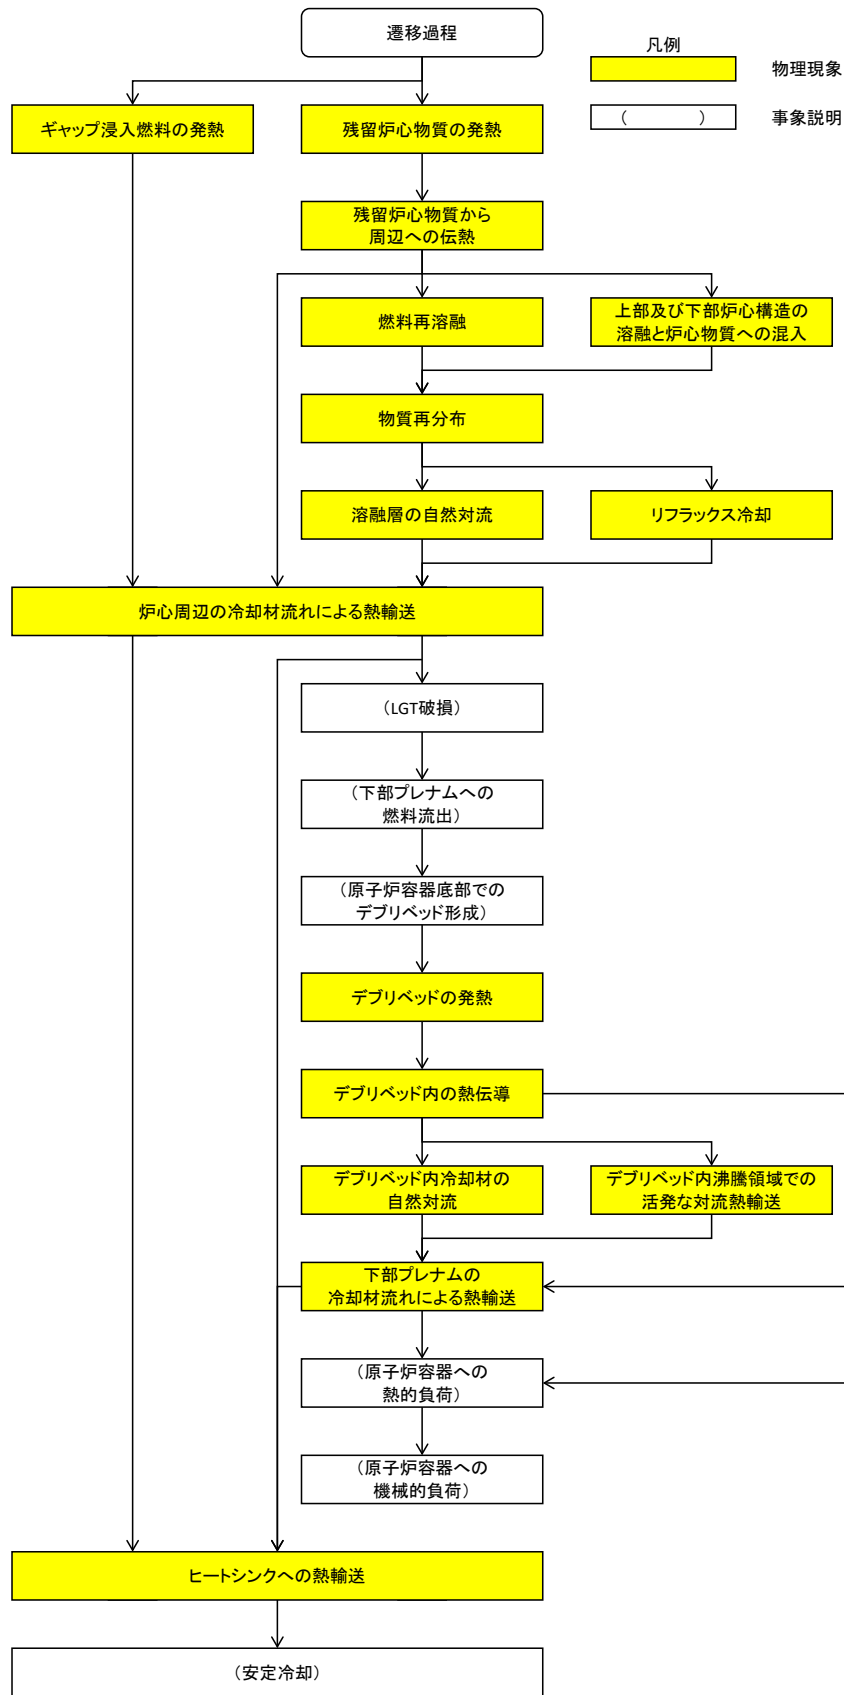 遷移過程
凡例
物理現象
（　　　　）
事象説明
ギャップ浸入燃料の発熱
残留炉心物質の発熱
残留炉心物質から
周辺への伝熱
燃料再溶融
上部及び下部炉心構造の
溶融と炉心物質への混入
物質再分布
溶融層の自然対流
リフラックス冷却
炉心周辺の冷却材流れによる熱輸送
（LGT破損）
（下部プレナムへの
燃料流出）
（原子炉容器底部での
デブリベッド形成）
デブリベッドの発熱
デブリベッド内の熱伝導
デブリベッド内冷却材の
自然対流
デブリベッド内沸騰領域での
活発な対流熱輸送
下部プレナムの
冷却材流れによる熱輸送
（原子炉容器への
熱的負荷）
（原子炉容器への
機械的負荷）
ヒートシンクへの熱輸送
（安定冷却）